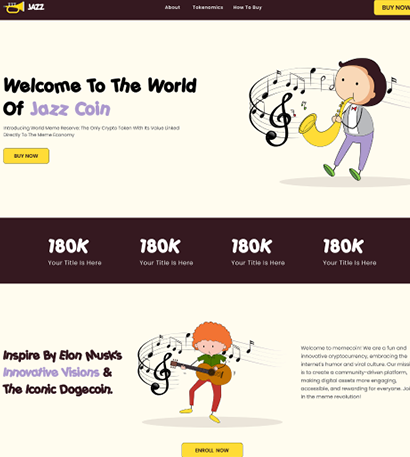 JAZZ
About Tokenomics How To Buy
BUY NOW
Welcome To The World
Of Jazz Coin
Introducing World Meme Reserve: The Only Crypto Token With Its Value Linked
Directly To The Meme Economy
BUY NOW
180K 180K 180K 180K
Your Title Is Here Your Title Is Here Your Title Is Here Your Title Is Here
Inspire By Elon Musk's
Innovative Visions &
The Iconic Dogecoin.
Welcome to memecoin! We are a fun and
innovative cryptocurrency, embracing the
internet's humor and viral culture. Our miss
is to create a community-driven platform,
making digital assets more engaging,
accessible, and rewarding for everyone. Joi
in the meme revolution!
ENROLL NOW